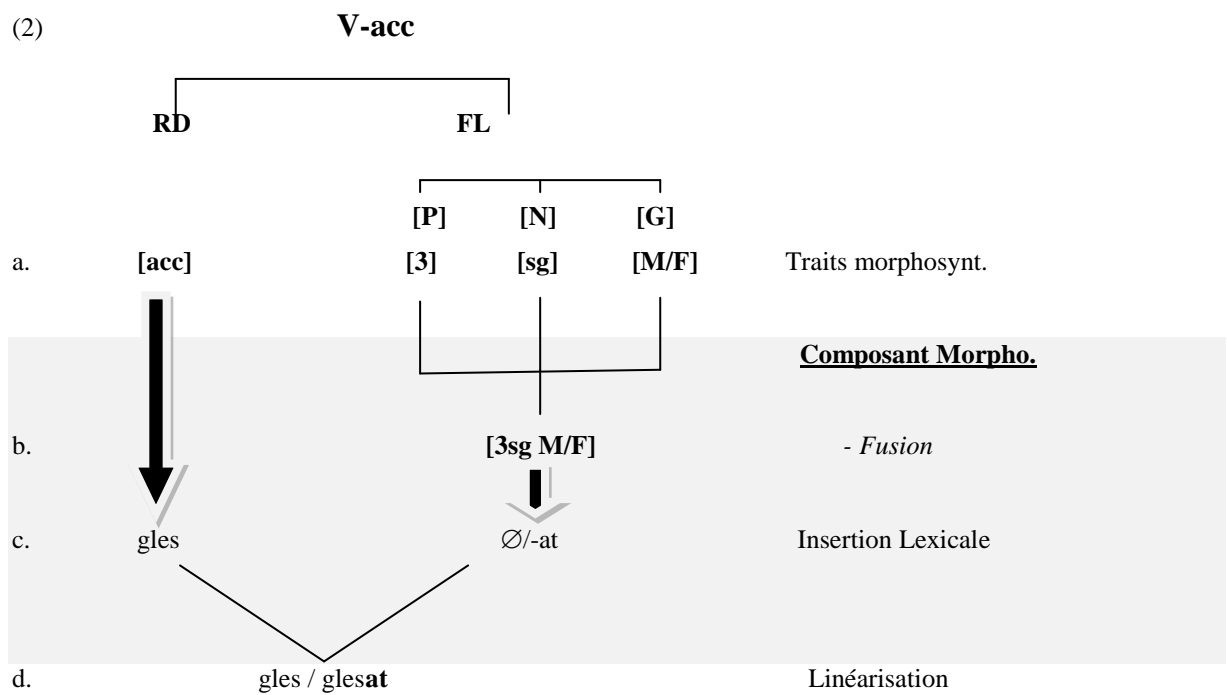 (2) V-acc
RD FL
[P] [N] [G]
a. [acc] [3] [sg] [M/F] Traits morphosynt.
Composant Morpho.
b. [3sg M/F] - Fusion
c. gles ∅/-at Insertion Lexicale
d. gles / glesat Linéarisation